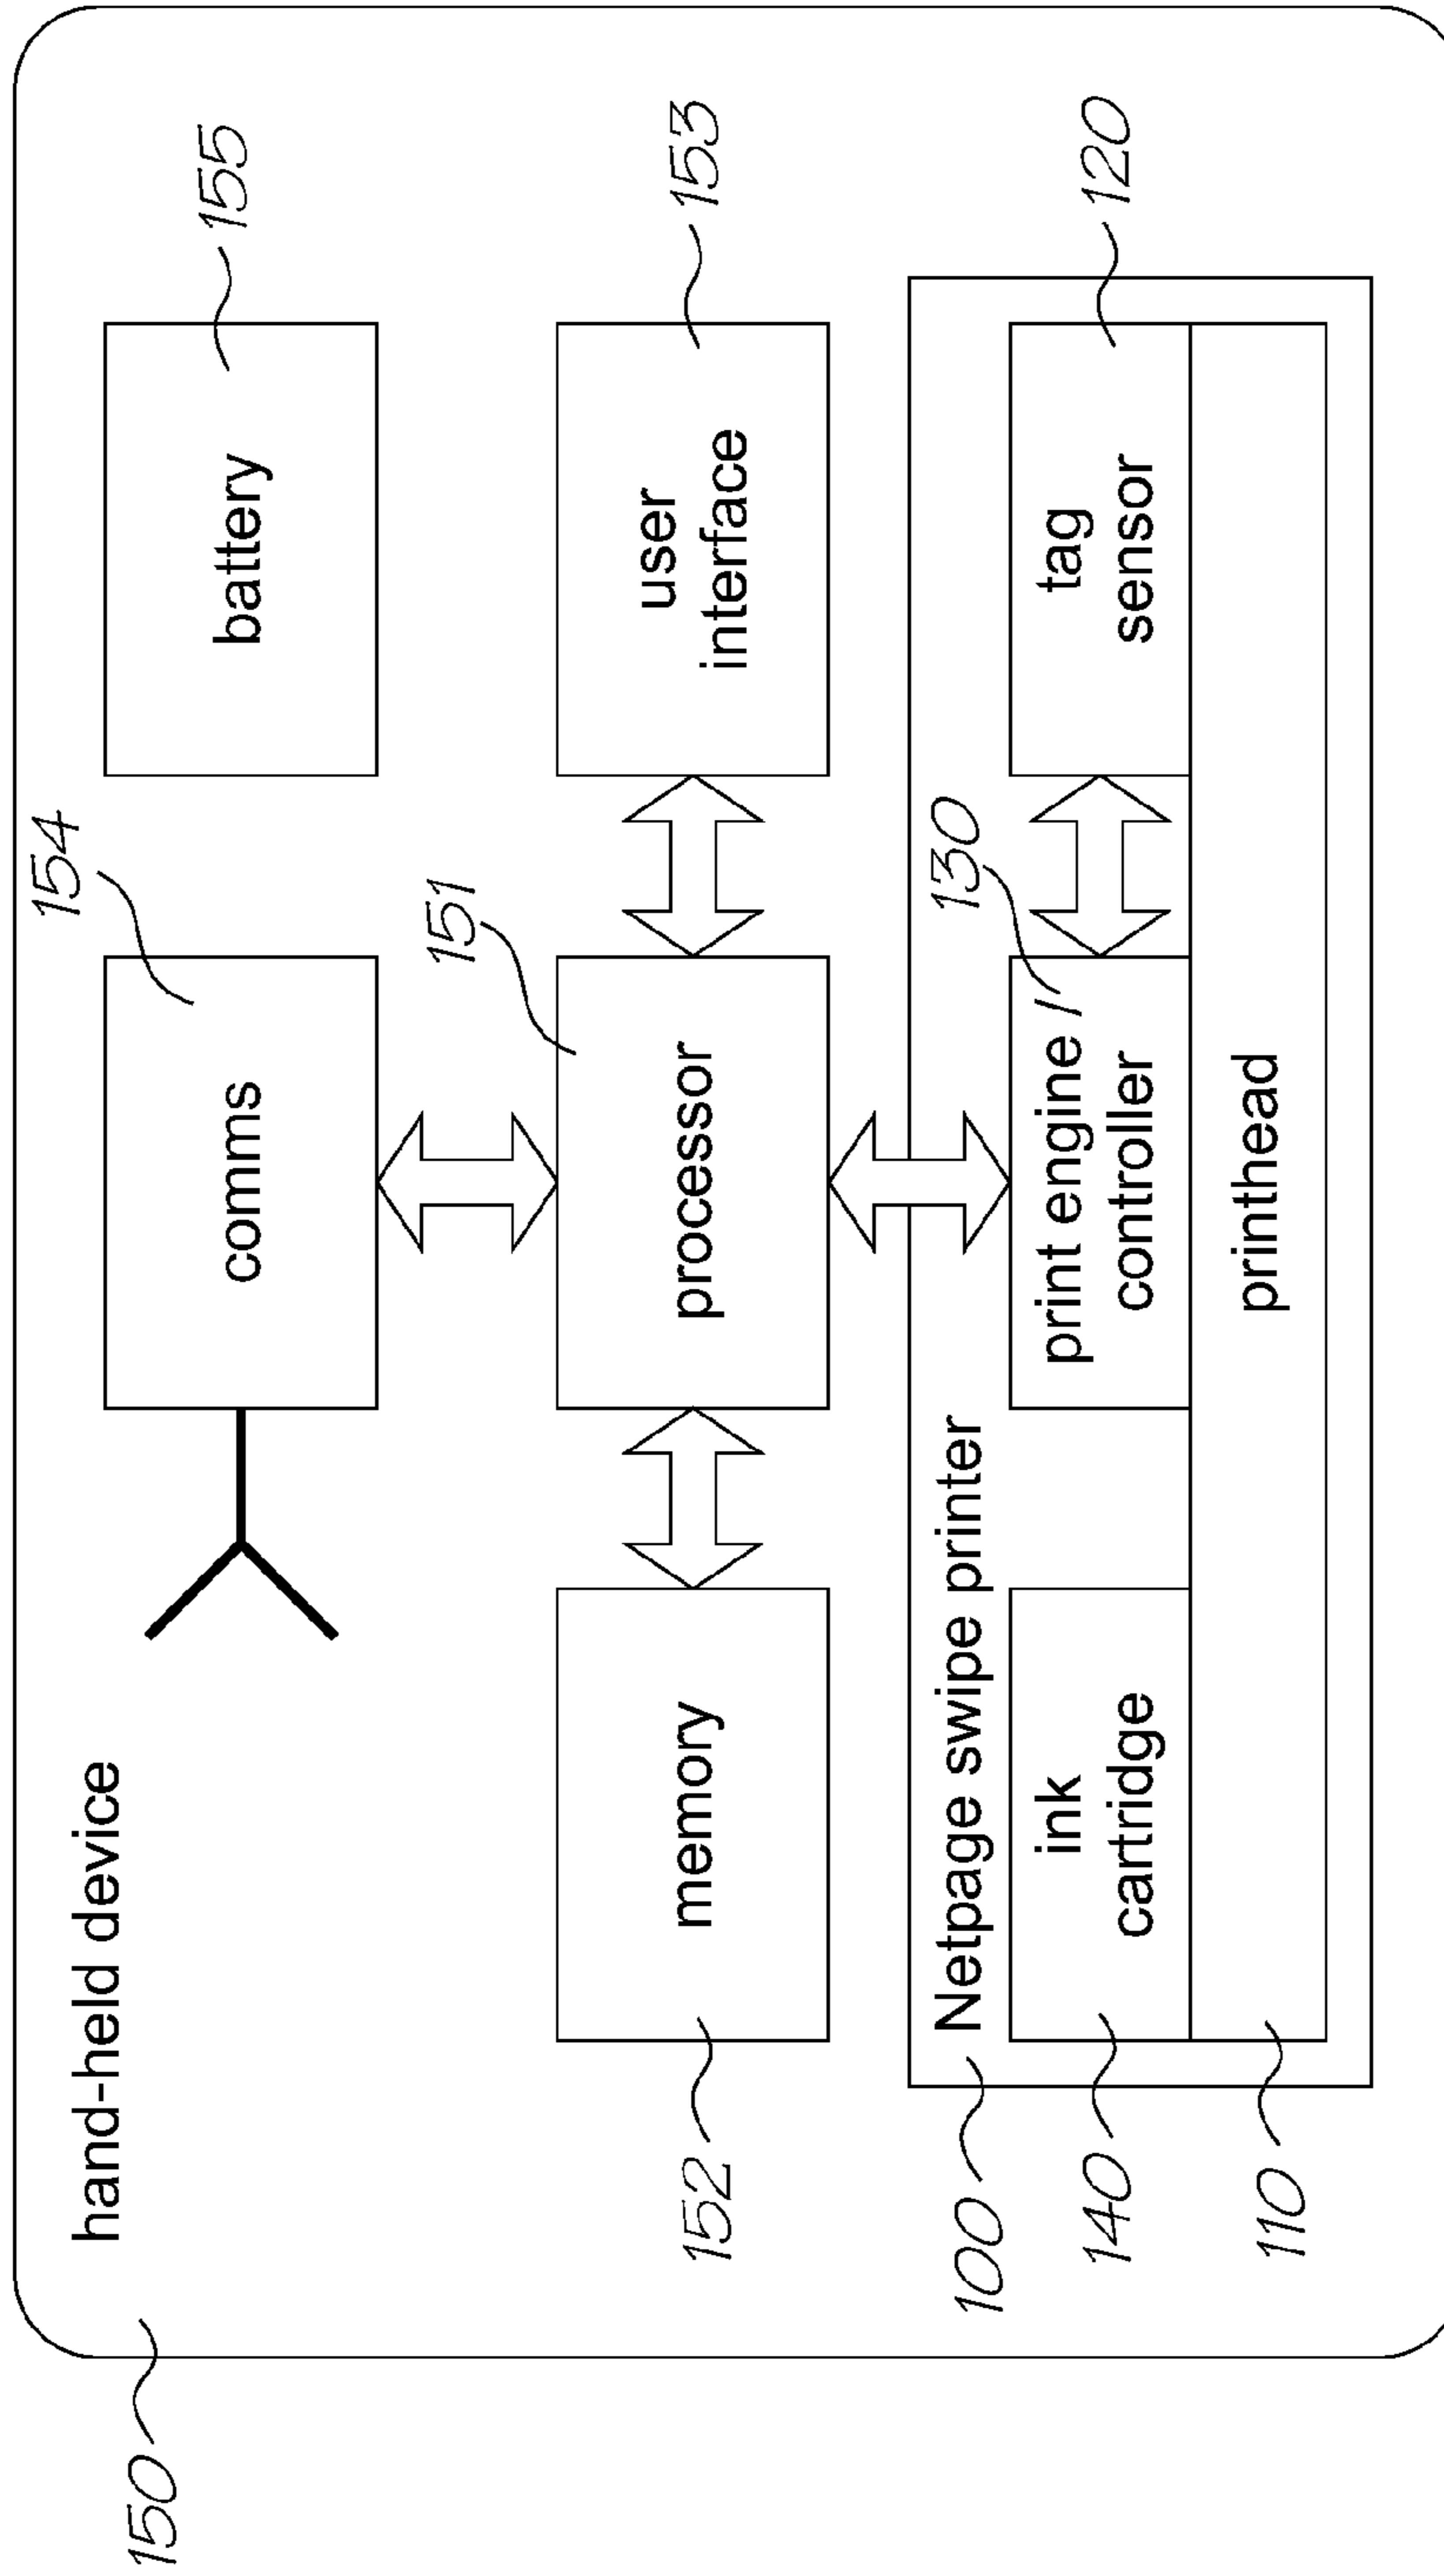 150
hand-held device
154
155
comms
battery
151
152
153
memory
processor
user
interface
100
Netpage swipe printer
130
120
140
ink
cartridge
print engine /
controller
tag
sensor
110
printhead